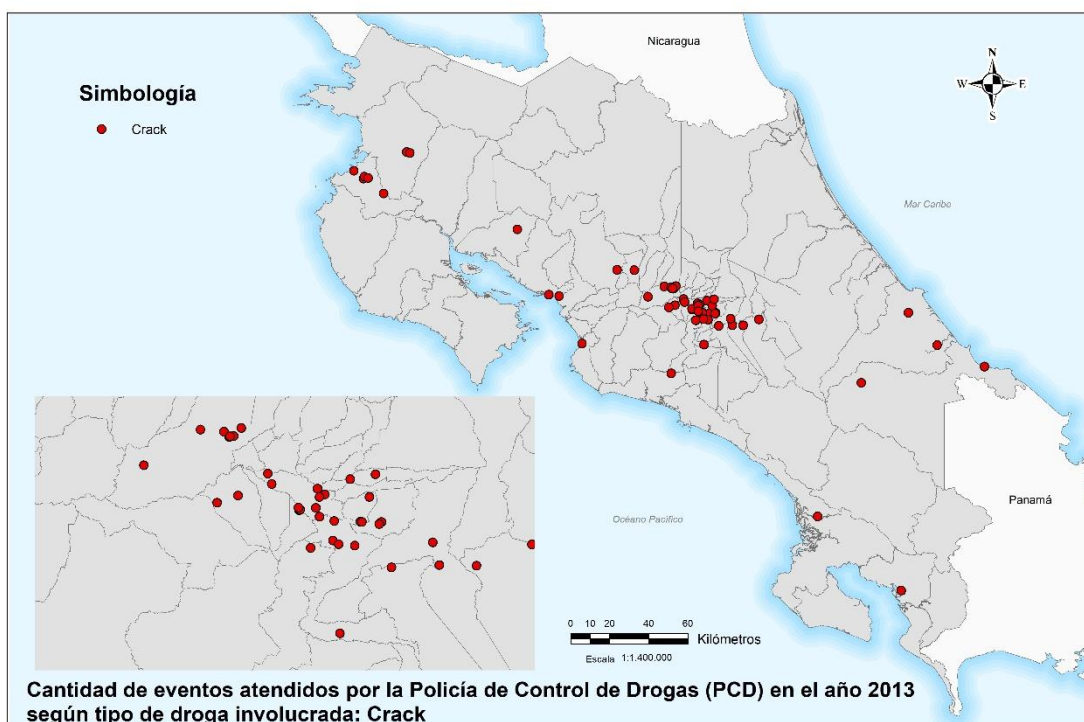 Nicaragua
N
W E
S
Simbología
Crack
Mar Caribe
Panamá
Océano Pacífico
0 10 20 40 60
Kilómetros
Escala 1:1.400.000
Cantidad de eventos atendidos por la Policía de Control de Drogas (PCD) en el año 2013
según tipo de droga involucrada: Crack